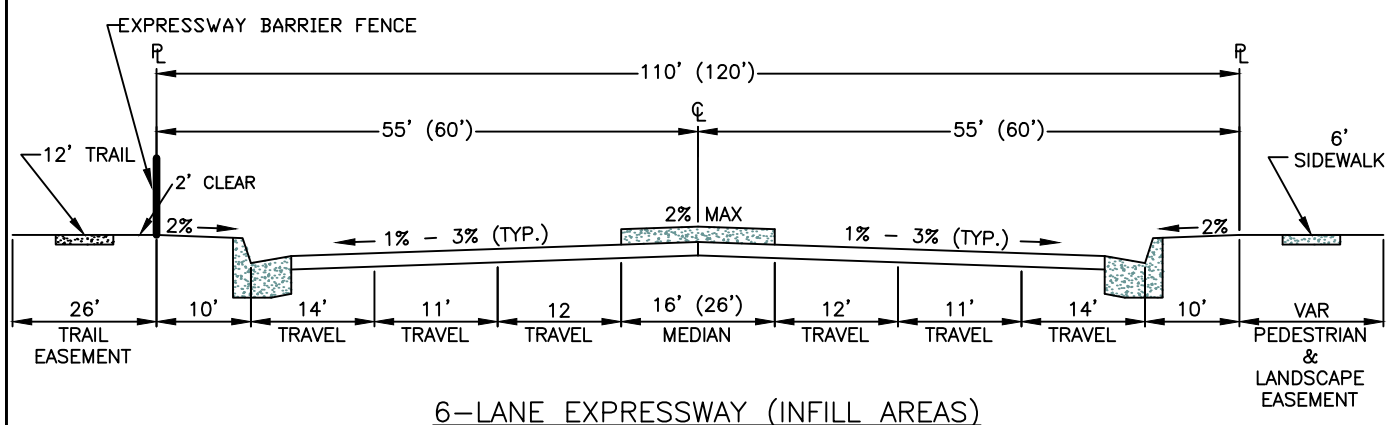 EXPRESSWAY BARRIER FENCE
PL
PL
110' (120')
CL
55' (60')
55' (60')
12' TRAIL
2' CLEAR
6'
SIDEWALK
2%
1% - 3% (TYP.)
2% MAX
1% - 3% (TYP.)
2%
26'
TRAIL
EASEMENT
10'
14'
TRAVEL
11'
TRAVEL
12
TRAVEL
16' (26')
MEDIAN
12'
TRAVEL
11'
TRAVEL
14'
TRAVEL
10'
VAR
PEDESTRIAN
&
LANDSCAPE
EASEMENT
6-LANE EXPRESSWAY (INFILL AREAS)